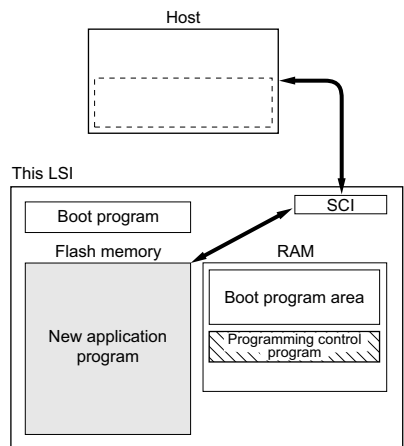 Host
This LSI
SCI
Boot program
Flash memory
RAM
Boot program area
New application
program
Programming control
program